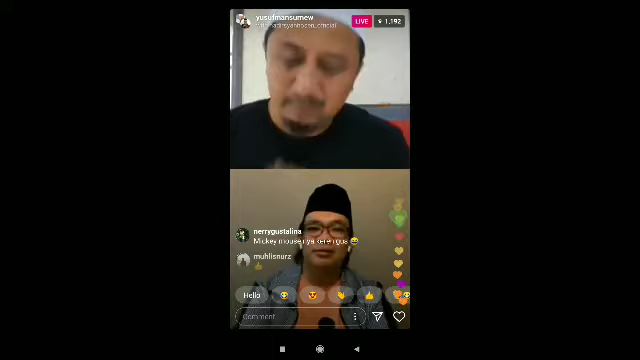 yusufmansurnew
LIVE
1,192
nerrygustalina
Mickey mouse nya keren gus 😂
muhlisnurz
👍
Hello
Comment